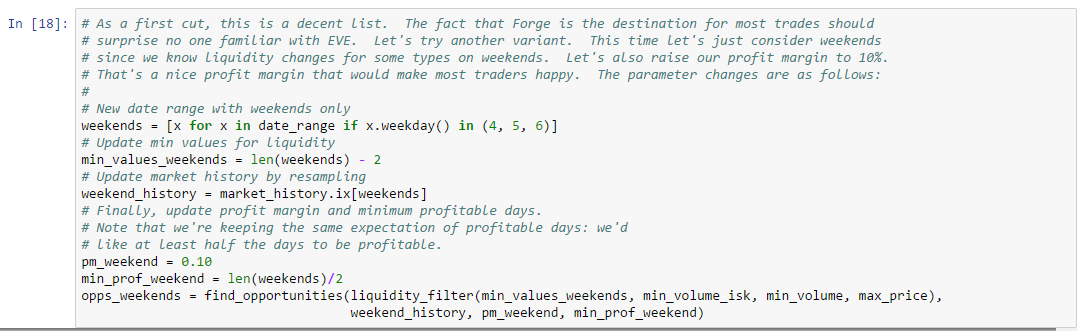 In [18]: # As a first cut, this is a decent list.  The fact that Forge is the destination for most trades should
# surprise no one familiar with EVE.  Let's try another variant.  This time let's just consider weekends
# since we know liquidity changes for some types on weekends.  Let's also raise our profit margin to 10%.
# That's a nice profit margin that would make most traders happy.  The parameter changes are as follows:
#
# New date range with weekends only
weekends = [x for x in date_range if x.weekday() in (4, 5, 6)]
# Update min values for liquidity
min_values_weekends = len(weekends) - 2
# Update market history by resampling
weekend_history = market_history.ix[weekends]
# Finally, update profit margin and minimum profitable days.
# Note that we're keeping the same expectation of profitable days: we'd
# like at least half the days to be profitable.
pm_weekend = 0.10
min_prof_weekend = len(weekends)/2
opps_weekends = find_opportunities(liquidity_filter(min_values_weekends, min_volume_isk, min_volume, max_price),
weekend_history, pm_weekend, min_prof_weekend)